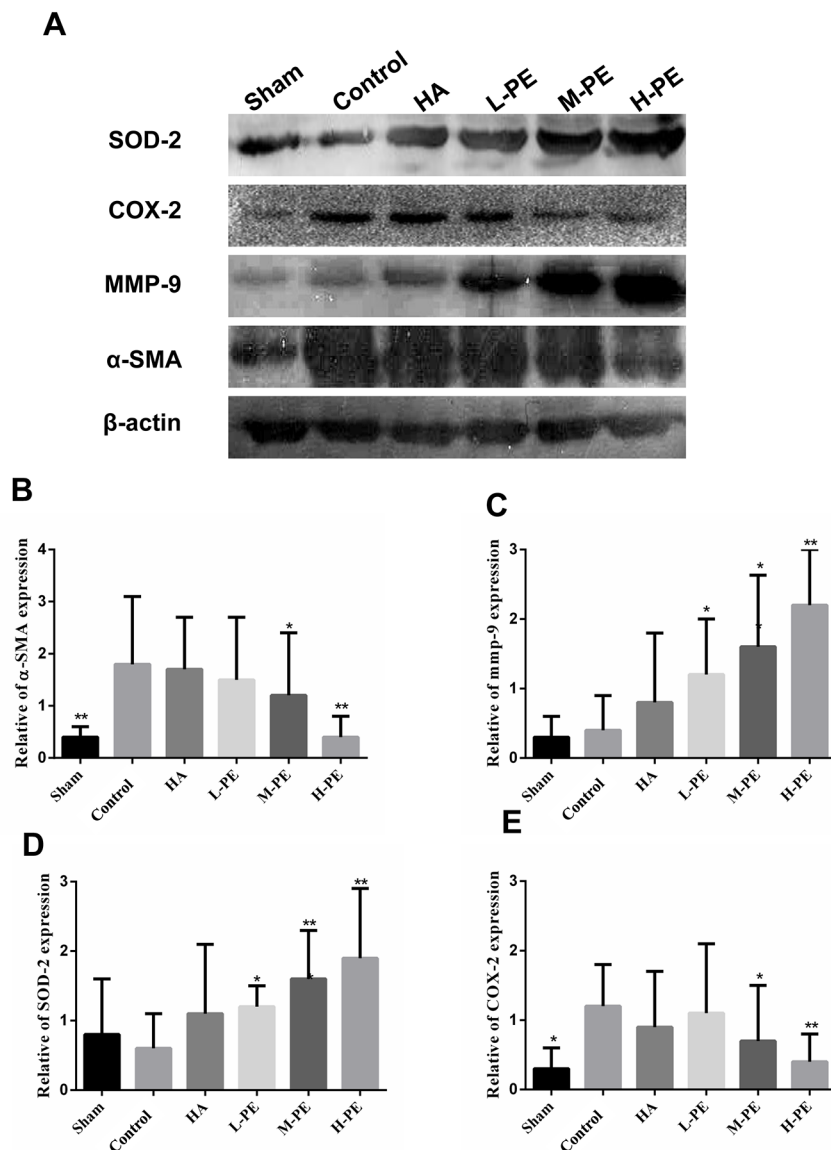 A
Sham Control HA L-PE M-PE H-PE
SOD-2
COX-2
MMP-9
α-SMA
β-actin
B
Relative of α-SMA expression
4
3
2
1
0
** * **
Sham Control HA L-PE M-PE H-PE
C
Relative of mmp-9 expression
3
2
1
0
* * * **
Sham Control HA L-PE M-PE H-PE
D
Relative of SOD-2 expression
3
2
1
0
* ** * **
Sham Control HA L-PE M-PE H-PE
E
Relative of COX-2 expression
3
2
1
0
* * **
Sham Control HA L-PE M-PE H-PE